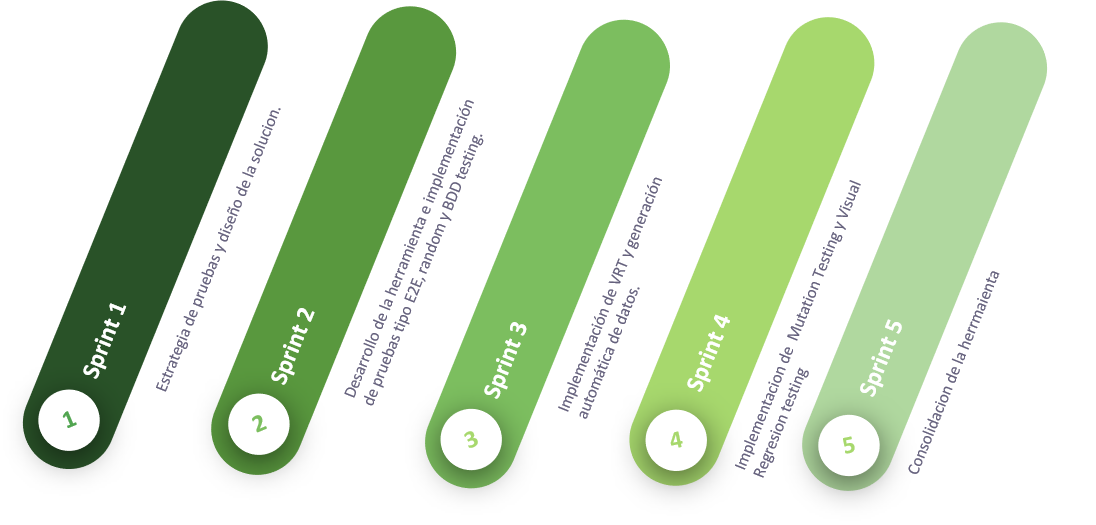 Sprint 1
1
Estrategia de pruebas y diseño de la solucion.
Sprint 2
2
Desarrollo de la herramienta e implementación
de pruebas tipo E2E, random y BDD testing.
Sprint 3
3
Implementación de VRT y generación
automática de datos.
Sprint 4
4
Implementacion de Mutation Testing y Visual
Regresion testing
Sprint 5
5
Consolidacion de la herrmaienta